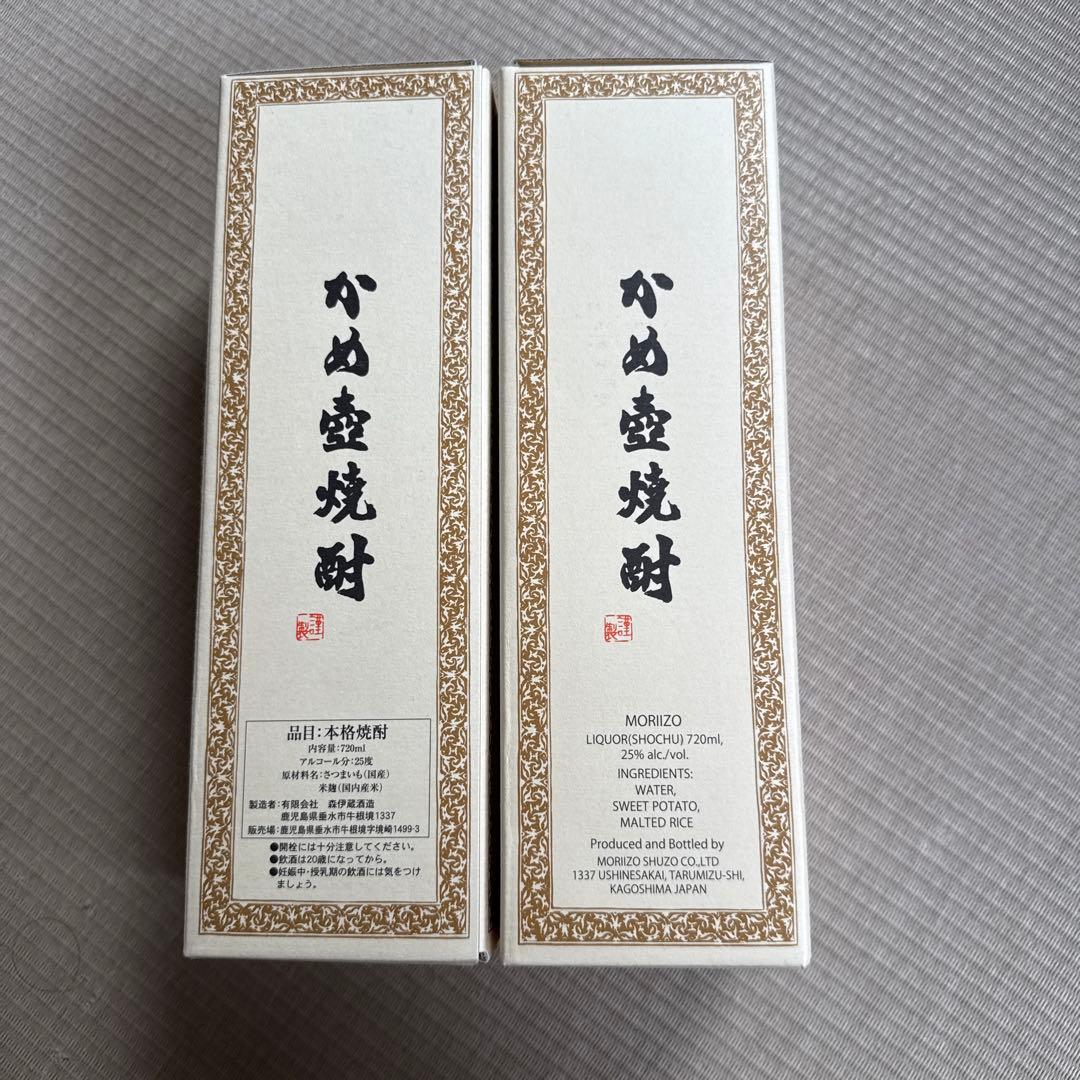 かめ壺焼酎
謹製
品目:本格焼酎
内容量:720ml
アルコール分:25度
原材料名:さつまいも(国産)
米麹(国内産米)
製造者:有限会社 森伊蔵酒造
鹿児島県垂水市牛根境1337
販売場:鹿児島県垂水市牛根境字境崎1499-3
●開栓には十分注意してください。
●飲酒は20歳になってから。
●妊娠中・授乳期の飲酒には気をつけ
ましょう。
かめ壺焼酎
謹製
MORIIZO
LIQUOR(SHOCHU) 720ml,
25% alc./vol.
INGREDIENTS:
WATER,
SWEET POTATO,
MALTED RICE
Produced and Bottled by
MORIIZO SHUZO CO.,LTD
1337 USHINESAKAI, TARUMIZU-SHI,
KAGOSHIMA JAPAN